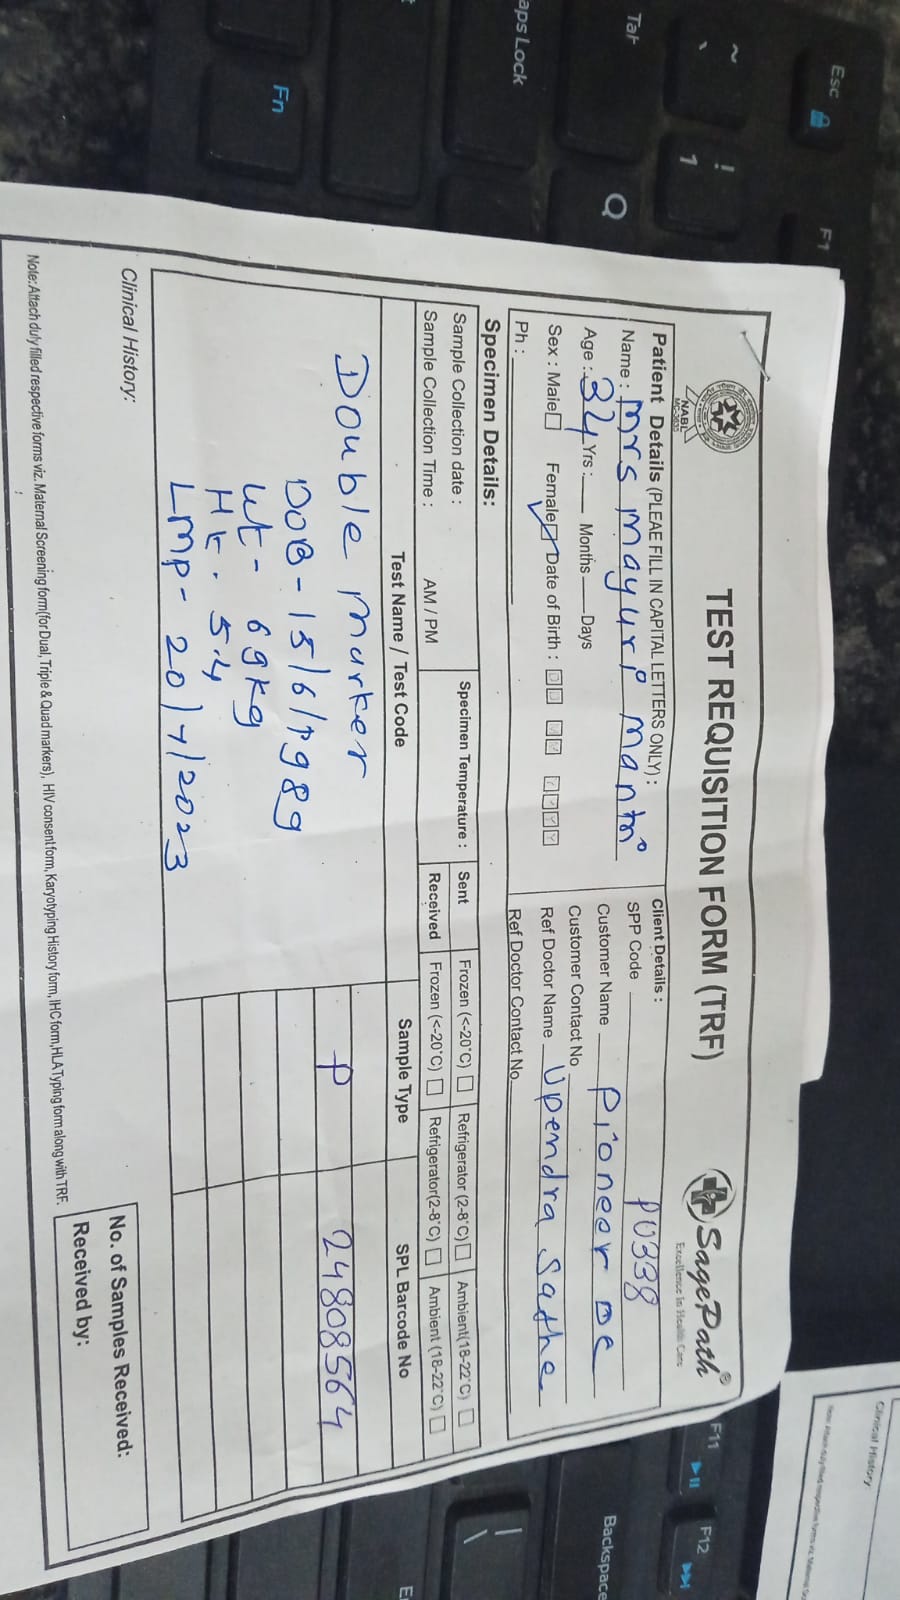 TEST REQUISITION FORM (TRF)
SagePath®
Excellence In Health Care
NABL
Patient Details (PLEAE FILL IN CAPITAL LETTERS ONLY) :
Name : Mrs mayuri mantri
Age : 34 Yrs : Months Days
Sex : Male Female Date of Birth : D D M M Y Y Y Y
Ph :
Client Details :
SPP Code P0338
Customer Name Pioneer DC
Customer Contact No
Ref Doctor Name Upendra Sathe
Ref Doctor Contact No.
Specimen Details:
Sample Collection date :
Sample Collection Time : AM / PM
Specimen Temperature :
Sent Frozen (<-20°C) Refrigerator (2-8°C) Ambient(18-22°C)
Received Frozen (<-20°C) Refrigerator(2-8°C) Ambient (18-22°C)
Test Name / Test Code Sample Type SPL Barcode No
Double marker P 24808564
DOB - 15/6/1989
Wt - 69kg
Ht - 5.4
LMP - 20/7/2023
Clinical History:
No. of Samples Received:
Received by:
Note:Attach duly filled respective forms viz. Maternal Screening form(for Dual, Triple & Quad markers), HIV consent form, Karyotyping History form, IHC form,HLA Typing form along with TRF.
Esc
F1
~
`
!
1
Q
aps Lock
Fn
F11
F12
Backspace
|
\
Clinical History